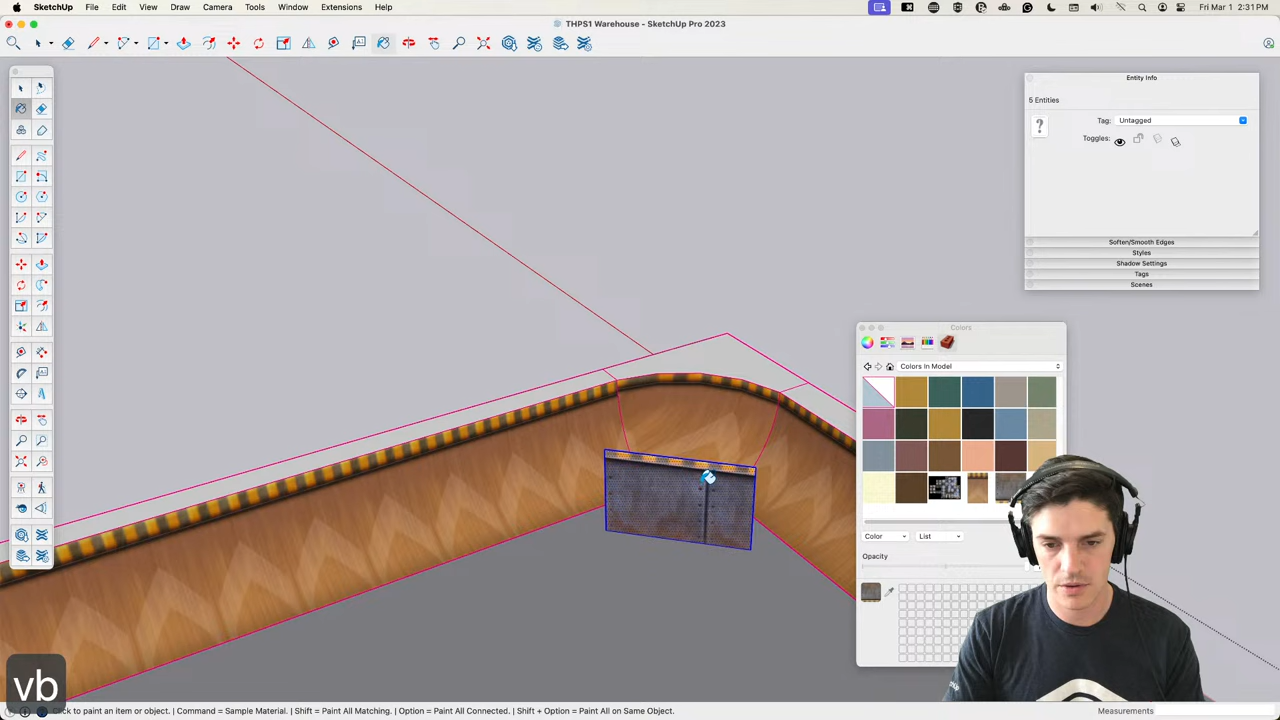 SketchUp File Edit View Draw Camera Tools Window Extensions Help
Fri Mar 1 2:31 PM
THPS1 Warehouse - SketchUp Pro 2023
Entity Info
5 Entities
Tag: Untagged
Toggles:
Soften/Smooth Edges
Styles
Shadow Settings
Tags
Scenes
Colors
Colors In Model
Color
List
Opacity
vb
Click to paint an item or object. | Command = Sample Material. | Shift = Paint All Matching. | Option = Paint All Connected. | Shift + Option = Paint All on Same Object.
Measurements